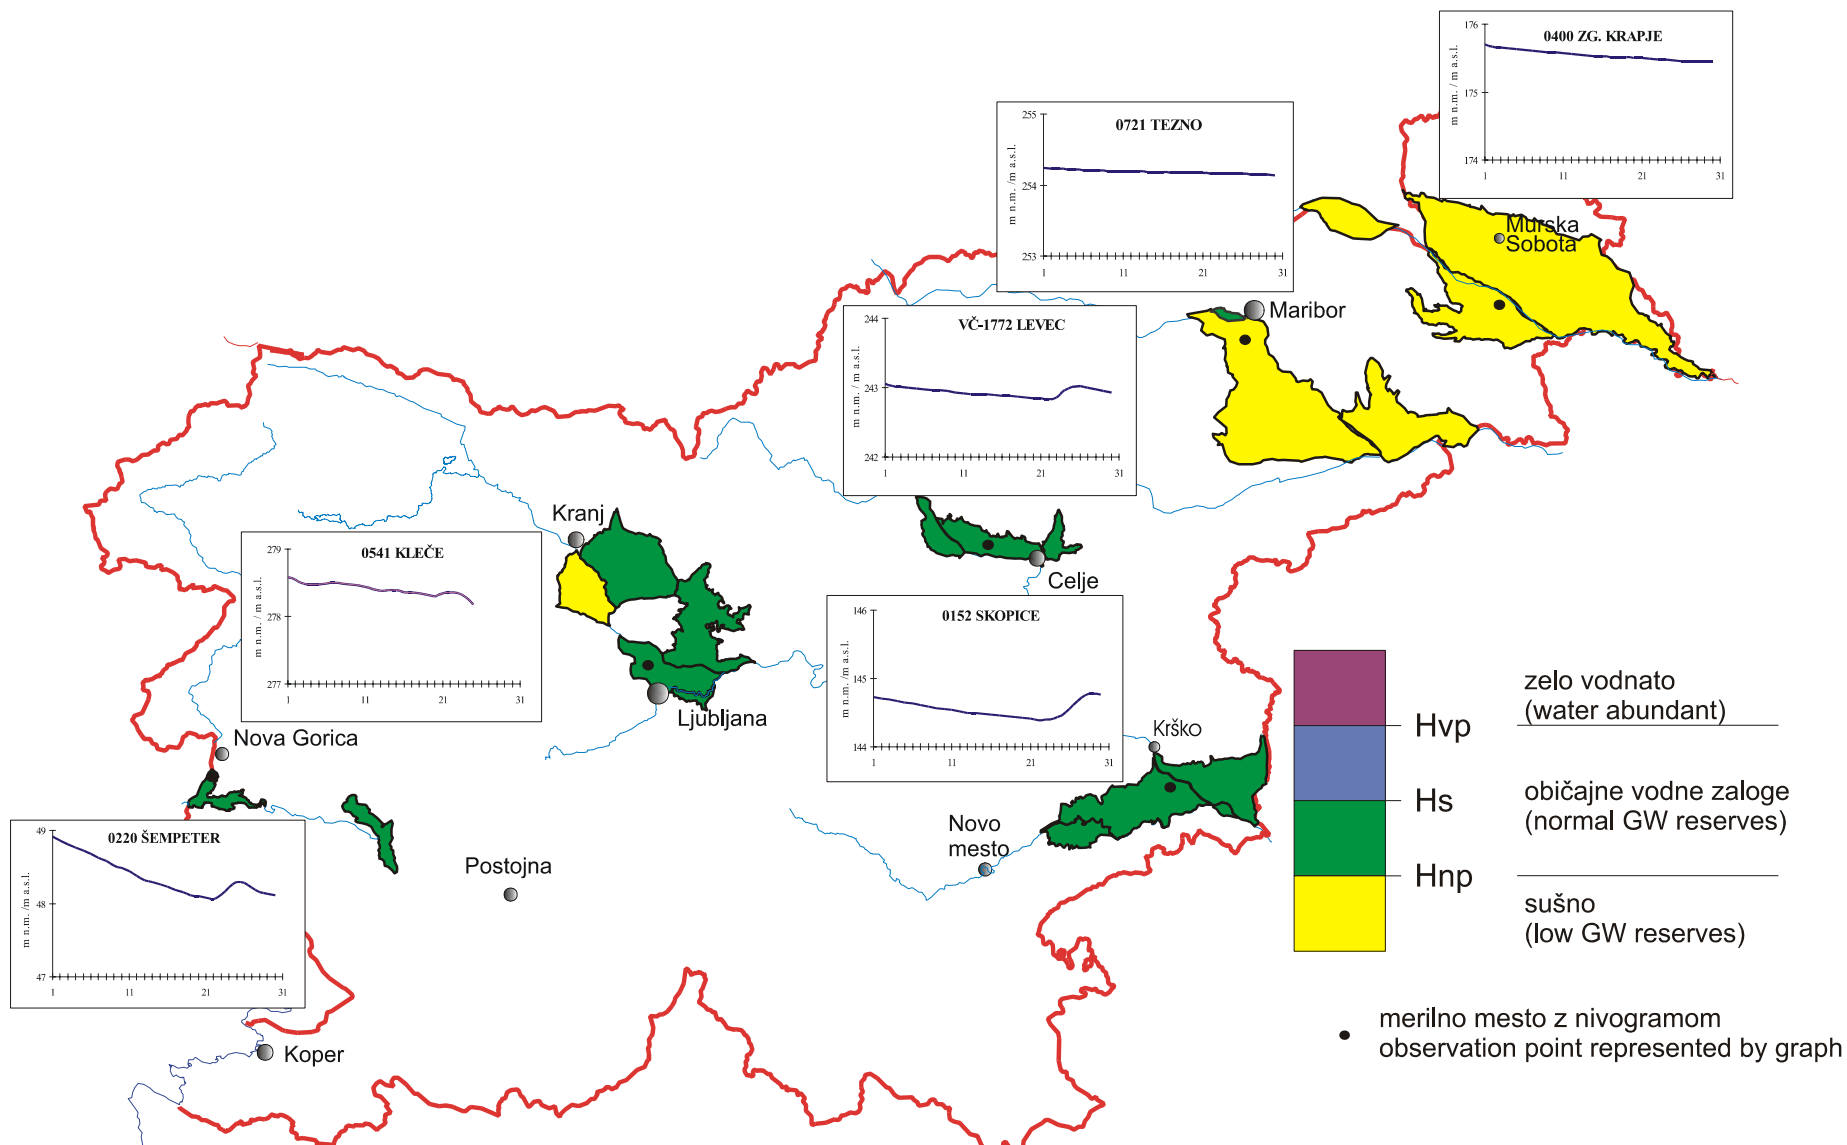 0400 ZG. KRAPJE
m n.m. / m a.s.l.
176
175
174
1
11
21
31
0721 TEZNO
m n.m. /m a.s.l.
255
254
253
1
11
21
31
Murska
Sobota
Maribor
VČ-1772 LEVEC
m n.m. / m a.s.l.
244
243
242
1
11
21
31
Kranj
0541 KLEČE
m n.m. / m a.s.l.
279
278
277
1
11
21
31
Celje
0152 SKOPICE
m n.m. /m a.s.l.
146
145
144
1
11
21
31
Ljubljana
Nova Gorica
Krško
0220 ŠEMPETER
m n.m. /m a.s.l.
49
48
47
1
11
21
31
Postojna
Novo
mesto
Koper
Hvp
Hs
Hnp
zelo vodnato
(water abundant)
običajne vodne zaloge
(normal GW reserves)
sušno
(low GW reserves)
merilno mesto z nivogramom
observation point represented by graph